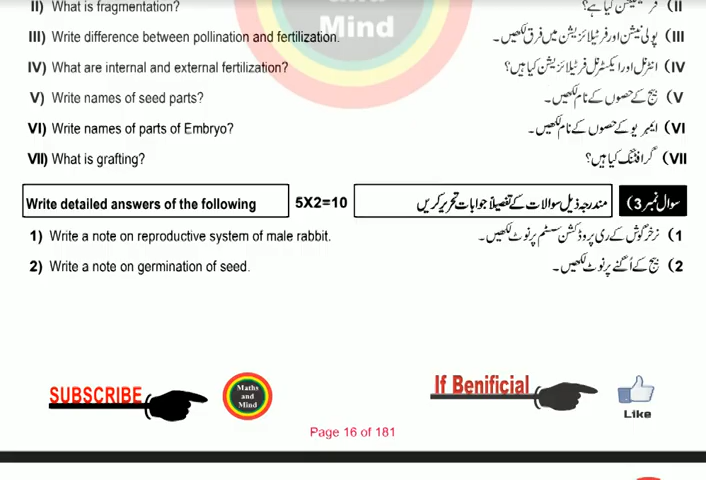 II) What is fragmentation? (II
and
Mind
III) Write difference between pollination and fertilization. پولی نیشن اور فرٹیلائزیشن میں فرق لکھیں۔ (III
IV) What are internal and external fertilization? انٹرنل اور ایکسٹرنل فرٹیلائزیشن کیا ہیں؟ (IV
V) Write names of seed parts? بیج کے حصوں کے نام لکھیں۔ (V
VI) Write names of parts of Embryo? ایمبریو کے حصوں کے نام لکھیں۔ (VI
VII) What is grafting? گرافٹنگ کیا ہیں؟ (VII
Write detailed answers of the following 5X2=10 مندرجہ ذیل سوالات کے تفصیلاً جوابات تحریر کریں سوال نمبر 3)
1) Write a note on reproductive system of male rabbit. نر خرگوش کے ری پروڈکشن سسٹم پر نوٹ لکھیں۔ (1
2) Write a note on germination of seed. بیج کے اُگنے پر نوٹ لکھیں۔ (2
SUBSCRIBE
Maths
and
Mind
If Benificial
Like
Page 16 of 181